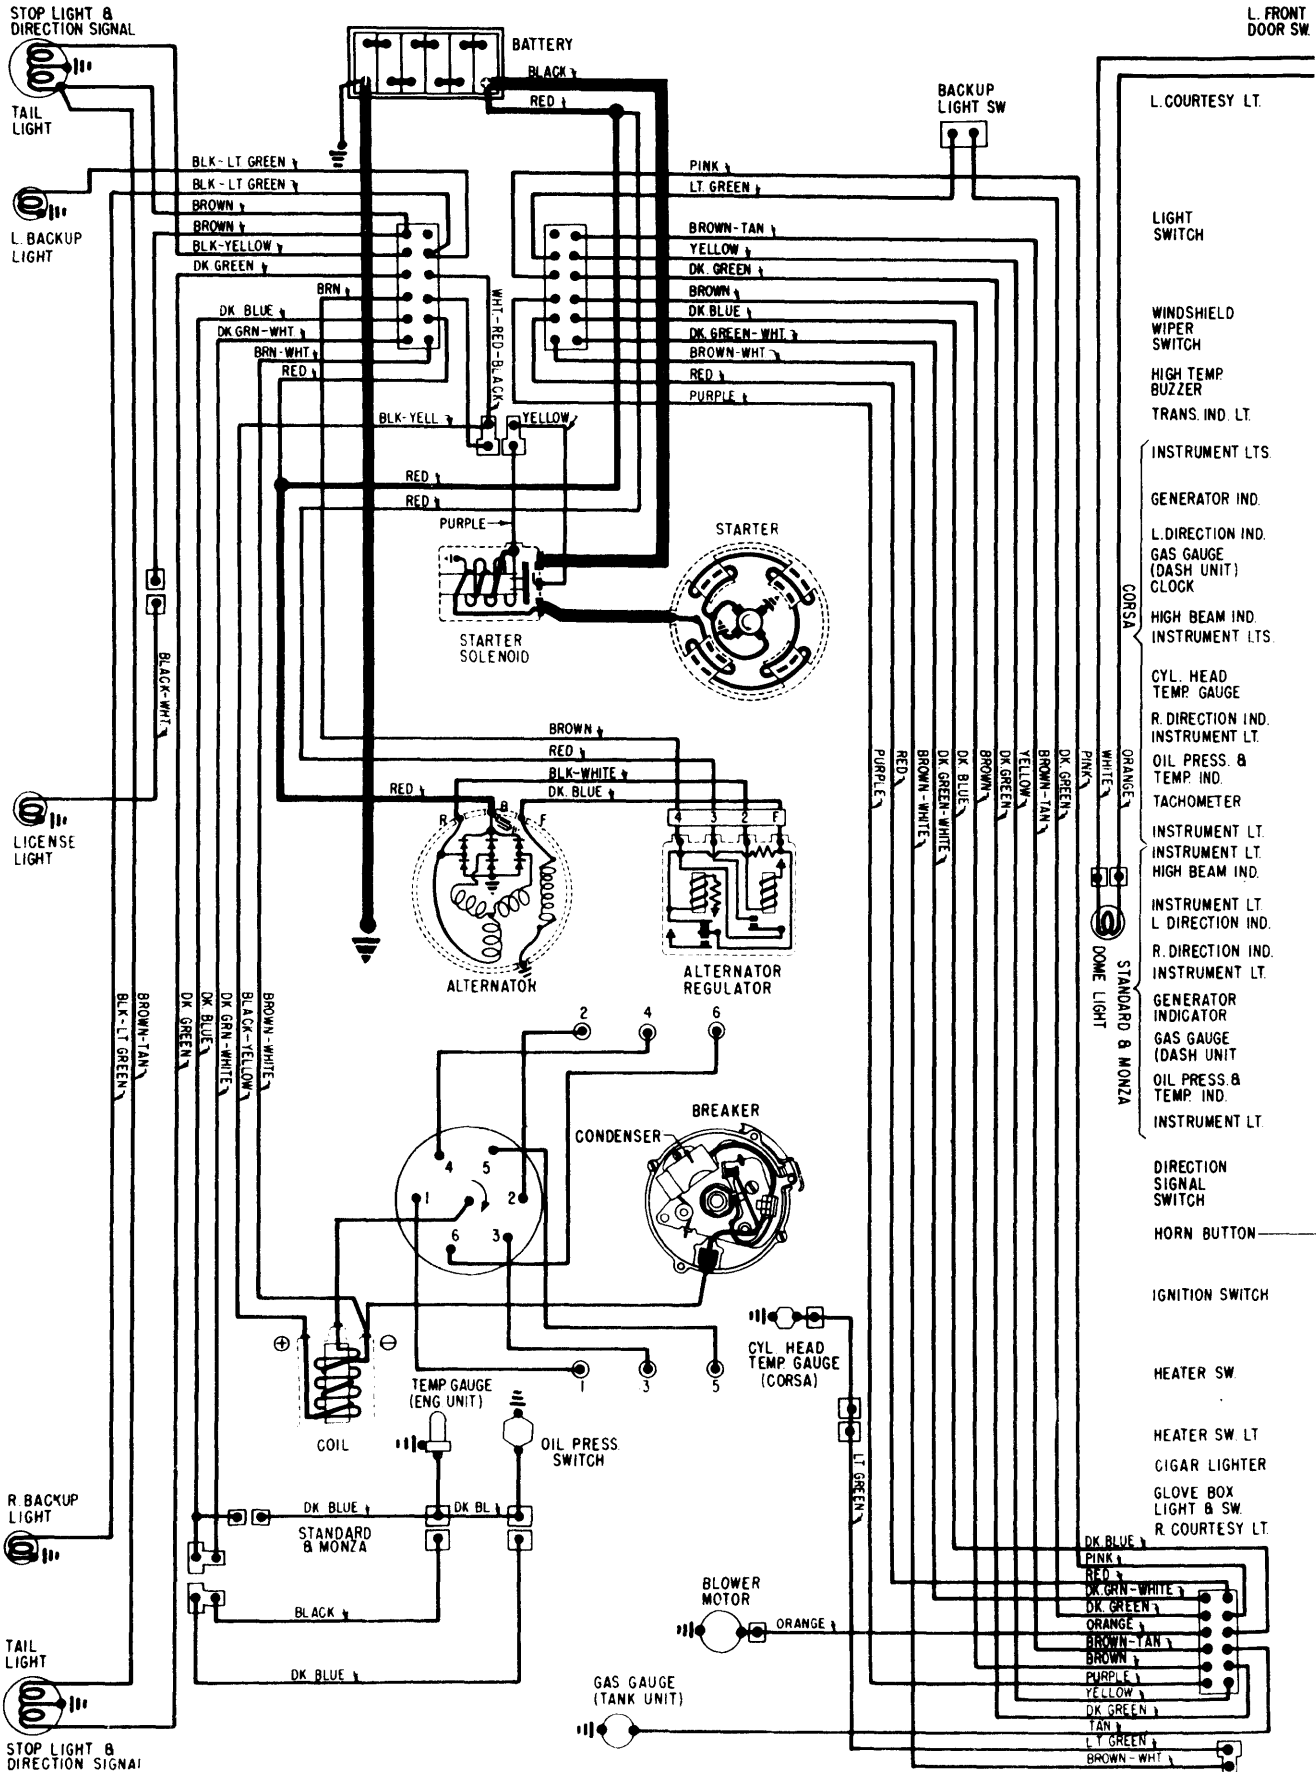 STOP LIGHT &
DIRECTION SIGNAL
TAIL
LIGHT
L. BACKUP
LIGHT
BATTERY
BLACK
RED
BACKUP
LIGHT SW
L. FRONT
DOOR SW.
L. COURTESY LT.
BLK-LT GREEN
BLK-LT GREEN
BROWN
BROWN
BLK-YELLOW
DK GREEN
BRN
DK BLUE
DK GRN-WHT
BRN-WHT
RED
WHT-RED-BLACK
BLK-YELL
YELLOW
RED
RED
PURPLE
PINK
LT. GREEN
BROWN-TAN
YELLOW
DK. GREEN
BROWN
DK. BLUE
DK. GREEN-WHT.
BROWN-WHT
RED
PURPLE
LIGHT
SWITCH
WINDSHIELD
WIPER
SWITCH
HIGH TEMP.
BUZZER
TRANS. IND. LT.
CORSA
INSTRUMENT LTS.
GENERATOR IND.
L. DIRECTION IND.
GAS GAUGE
(DASH UNIT)
CLOCK
HIGH BEAM IND.
INSTRUMENT LTS.
CYL. HEAD
TEMP. GAUGE
R. DIRECTION IND.
INSTRUMENT LT.
OIL PRESS. &
TEMP. IND.
TACHOMETER
INSTRUMENT LT.
STANDARD & MONZA
INSTRUMENT LT.
HIGH BEAM IND.
INSTRUMENT LT.
L DIRECTION IND.
R. DIRECTION IND.
INSTRUMENT LT.
GENERATOR
INDICATOR
GAS GAUGE
(DASH UNIT
OIL PRESS. &
TEMP. IND.
INSTRUMENT LT.
DIRECTION
SIGNAL
SWITCH
HORN BUTTON
IGNITION SWITCH
HEATER SW.
HEATER SW. LT
CIGAR LIGHTER
GLOVE BOX
LIGHT & SW.
R. COURTESY LT.
STARTER
STARTER
SOLENOID
BLACK-WHT.
LICENSE
LIGHT
BROWN
RED
BLK-WHITE
DK. BLUE
RED
R
B
F
4
3
2
F
ALTERNATOR
ALTERNATOR
REGULATOR
PURPLE
RED
BROWN-WHITE
DK. GREEN-WHITE
DK BLUE
BROWN
DK GREEN
YELLOW
BROWN-TAN
DK. GREEN
PINK
WHITE
ORANGE
DOME LIGHT
BLK-LT GREEN
BROWN-TAN
DK GREEN
DK BLUE
DK GRN-WHITE
BLACK-YELLOW
BROWN-WHITE
2
4
6
4
5
1
2
6
3
1
3
5
BREAKER
CONDENSER
COIL
TEMP. GAUGE
(ENG UNIT)
OIL PRESS.
SWITCH
CYL. HEAD
TEMP. GAUGE
(CORSA)
LT GREEN
R. BACKUP
LIGHT
DK BLUE
DK BL
STANDARD
& MONZA
BLACK
DK BLUE
BLOWER
MOTOR
ORANGE
GAS GAUGE
(TANK UNIT)
DK. BLUE
PINK
RED
DK. GRN-WHITE
DK. GREEN
ORANGE
BROWN-TAN
BROWN
PURPLE
YELLOW
DK GREEN
TAN
LT GREEN
BROWN-WHT
TAIL
LIGHT
STOP LIGHT &
DIRECTION SIGNAL